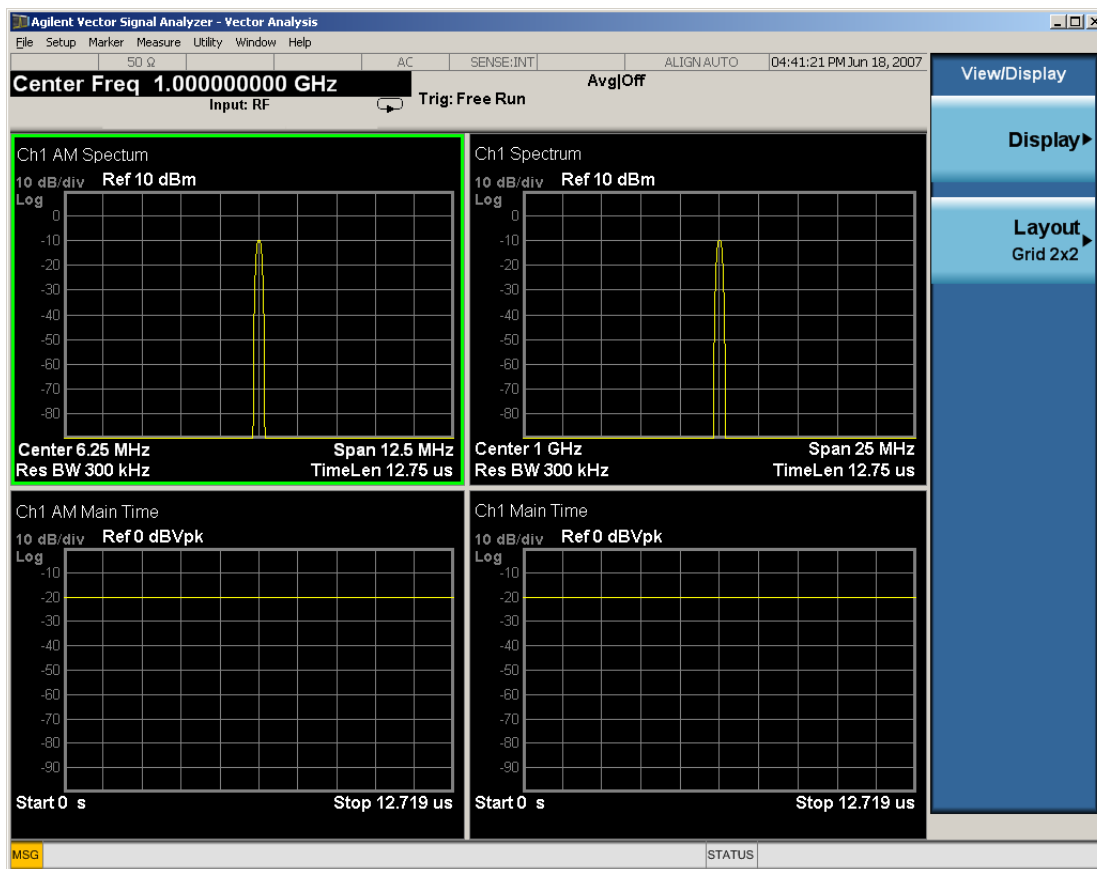 Agilent Vector Signal Analyzer - Vector Analysis
File Setup Marker Measure Utility Window Help
50 Ω AC SENSE:INT ALIGN AUTO 04:41:21 PM Jun 18, 2007
Center Freq 1.000000000 GHz
Input: RF
Trig: Free Run
Avg|Off
View/Display
Display
Layout
Grid 2x2
Ch1 AM Spectum
10 dB/div Ref 10 dBm
Log
0
-10
-20
-30
-40
-50
-60
-70
-80
Center 6.25 MHz Span 12.5 MHz
Res BW 300 kHz TimeLen 12.75 us
Ch1 Spectrum
10 dB/div Ref 10 dBm
Log
0
-10
-20
-30
-40
-50
-60
-70
-80
Center 1 GHz Span 25 MHz
Res BW 300 kHz TimeLen 12.75 us
Ch1 AM Main Time
10 dB/div Ref 0 dBVpk
Log
-10
-20
-30
-40
-50
-60
-70
-80
-90
Start 0 s Stop 12.719 us
Ch1 Main Time
10 dB/div Ref 0 dBVpk
Log
-10
-20
-30
-40
-50
-60
-70
-80
-90
Start 0 s Stop 12.719 us
MSG STATUS